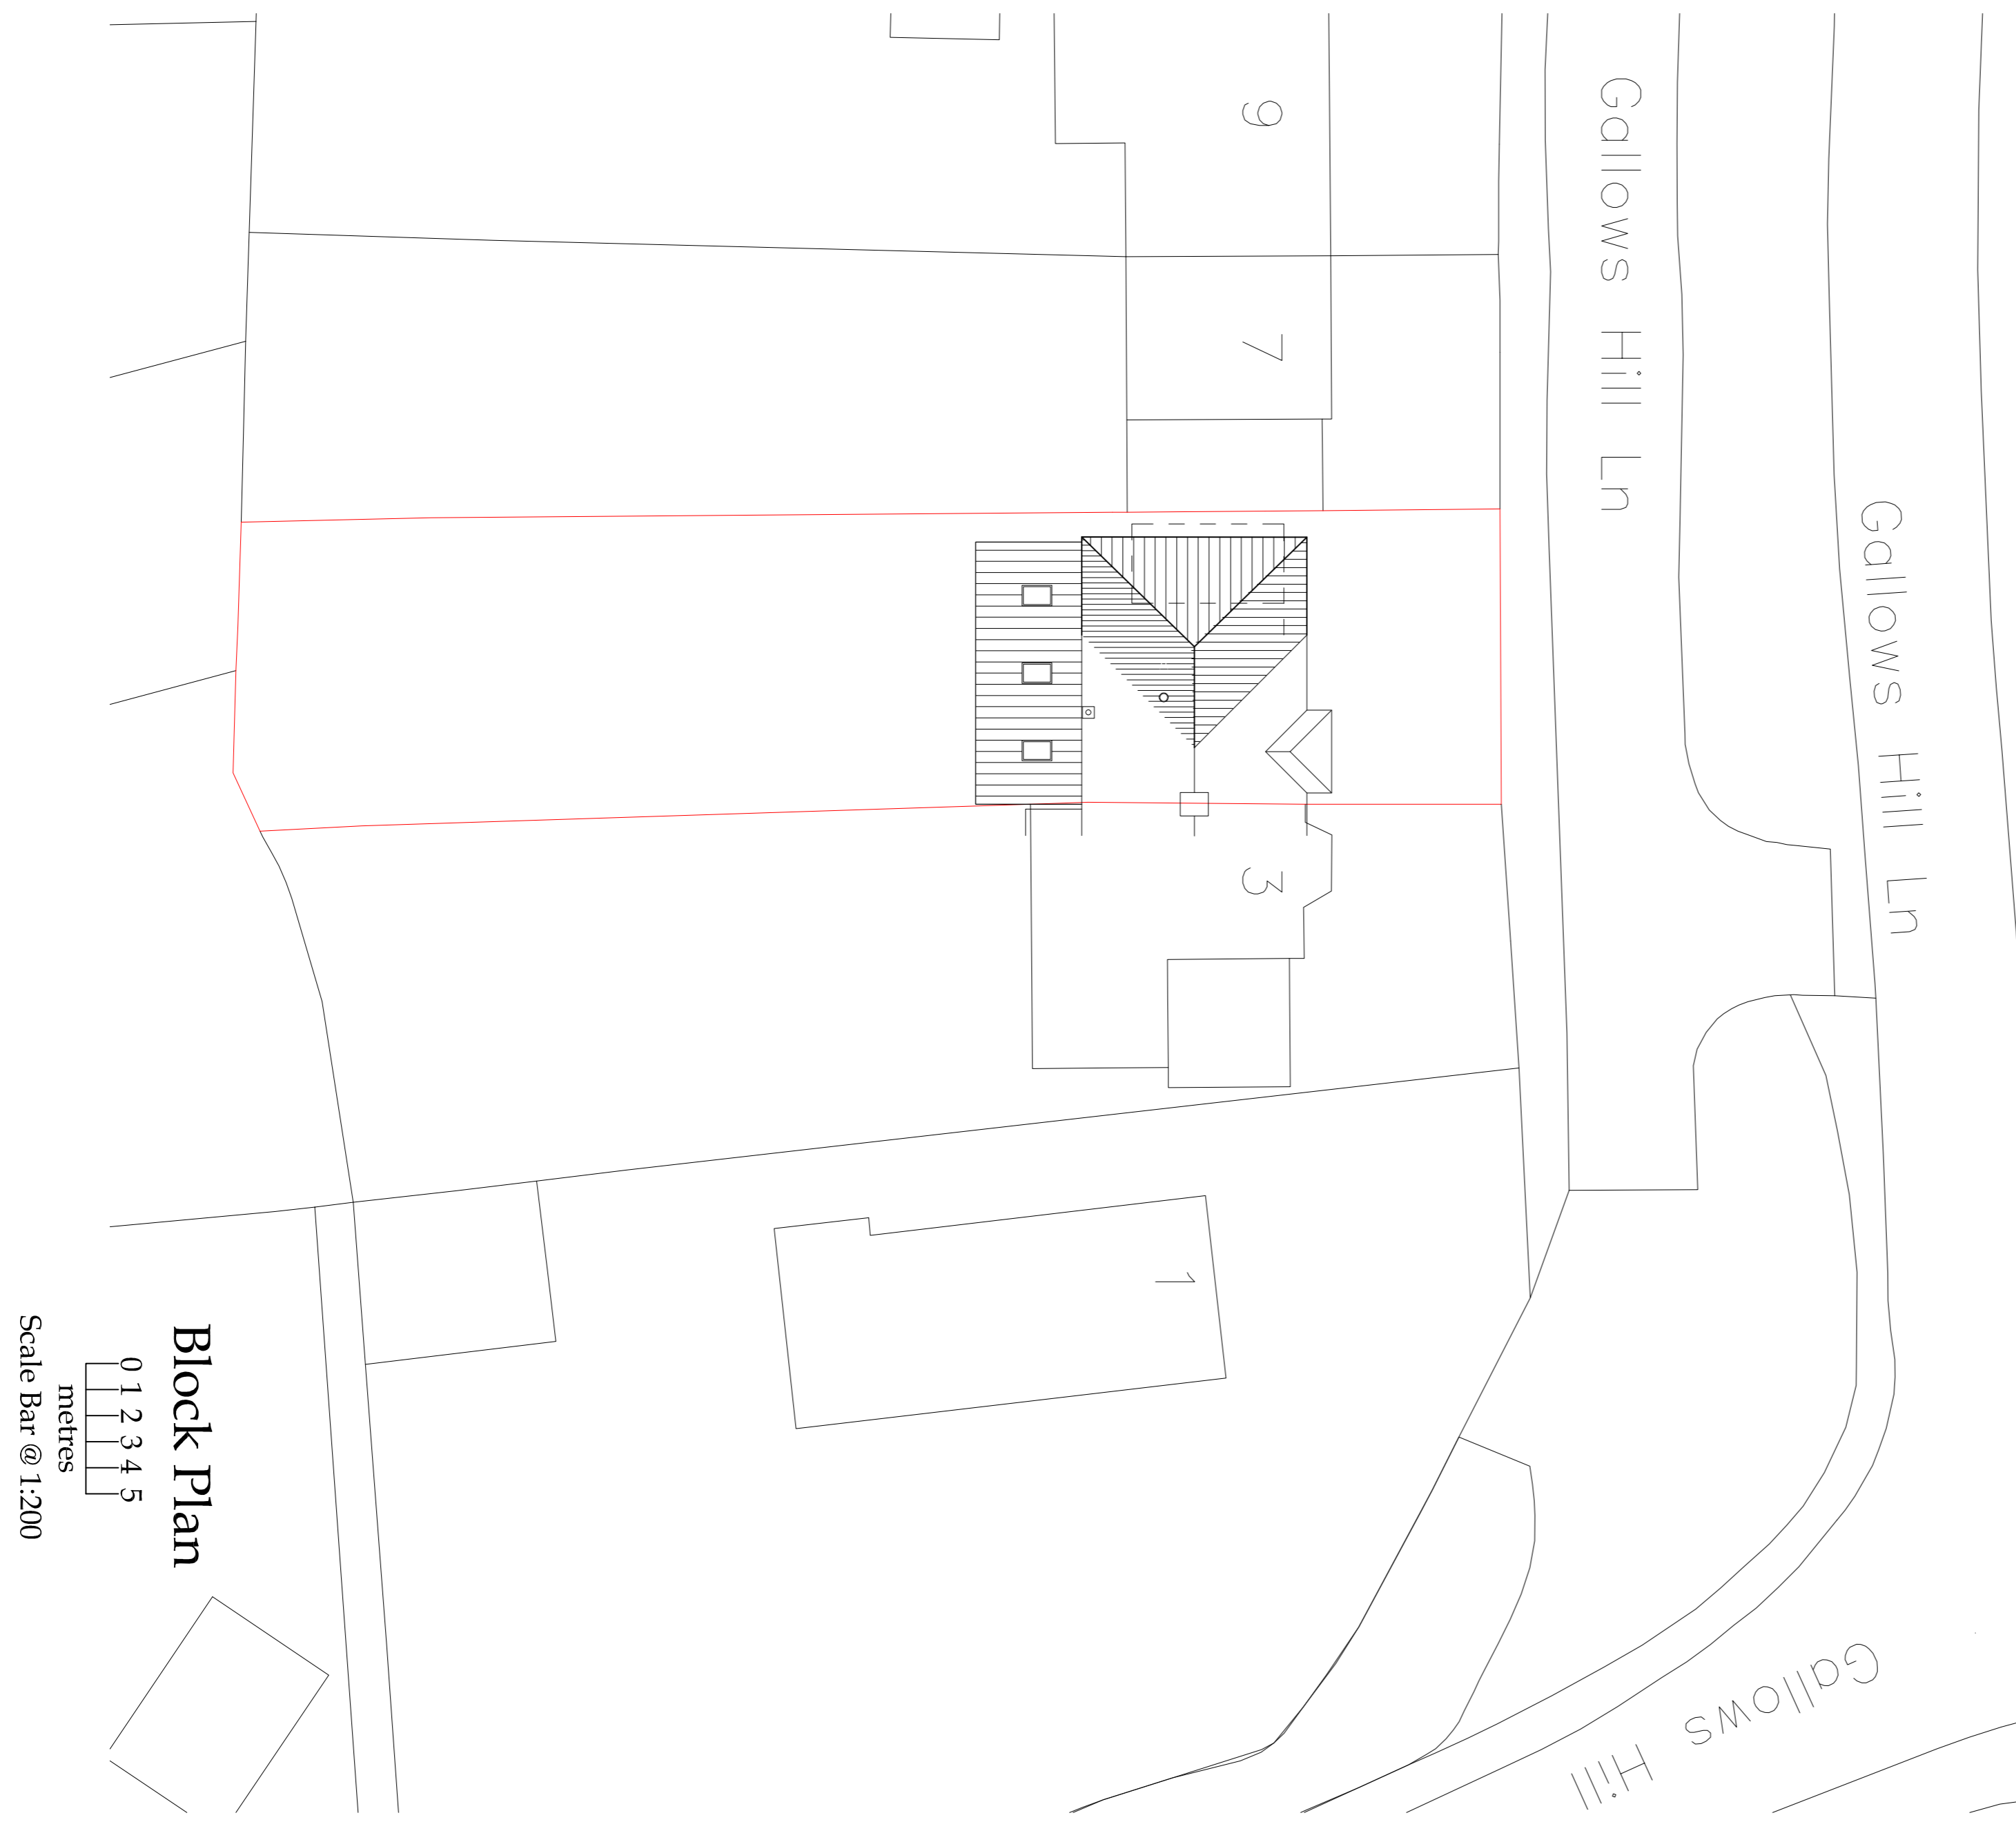 9
7
3
1
Gallows Hill Ln
Gallows Hill Ln
Gallows Hill
Block Plan
0 1 2 3 4 5
metres
Scale Bar @ 1:200